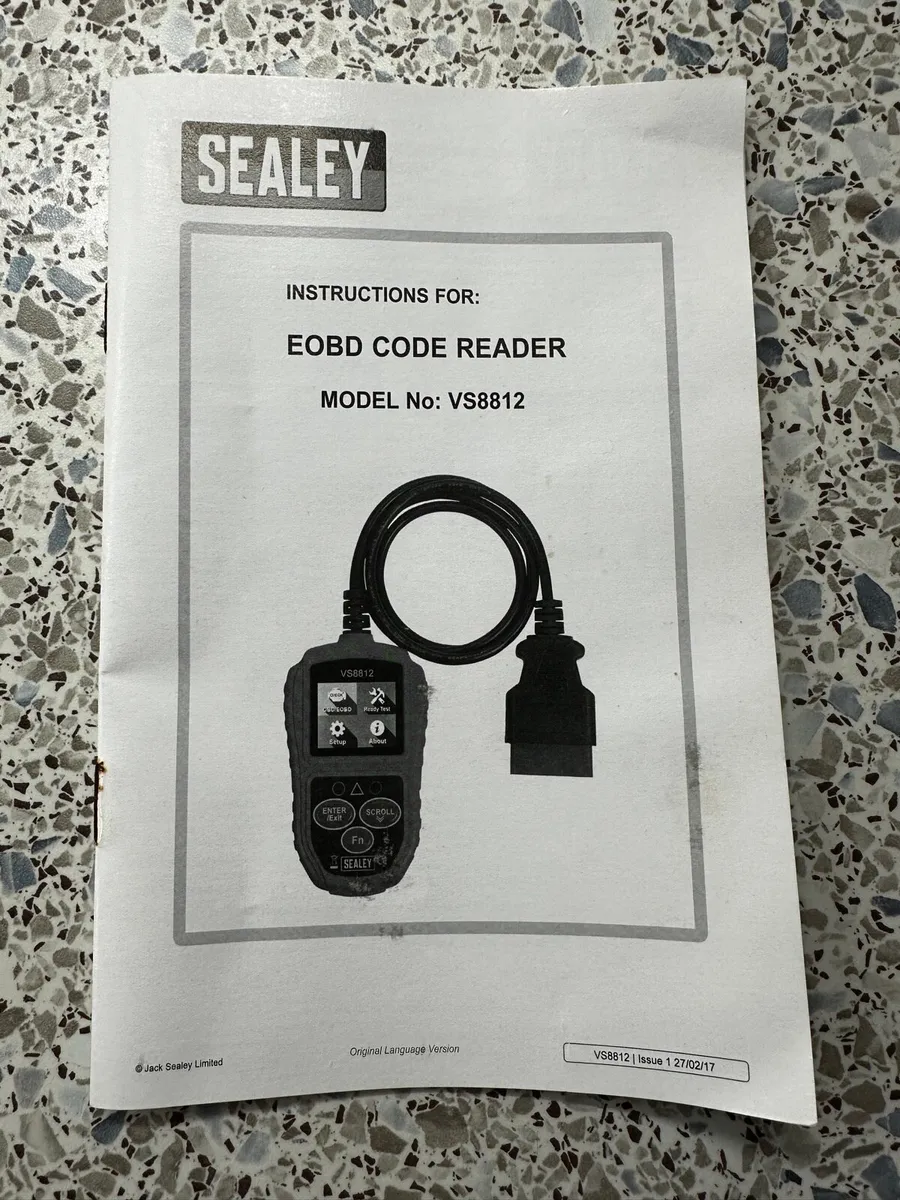 SEALEY
INSTRUCTIONS FOR:
EOBD CODE READER
MODEL No: VS8812
VS8812
OBD/EOBD Ready Test
Setup About
ENTER
/Exit
SCROLL
Fn
SEALEY
© Jack Sealey Limited
Original Language Version
VS8812 | Issue 1 27/02/17